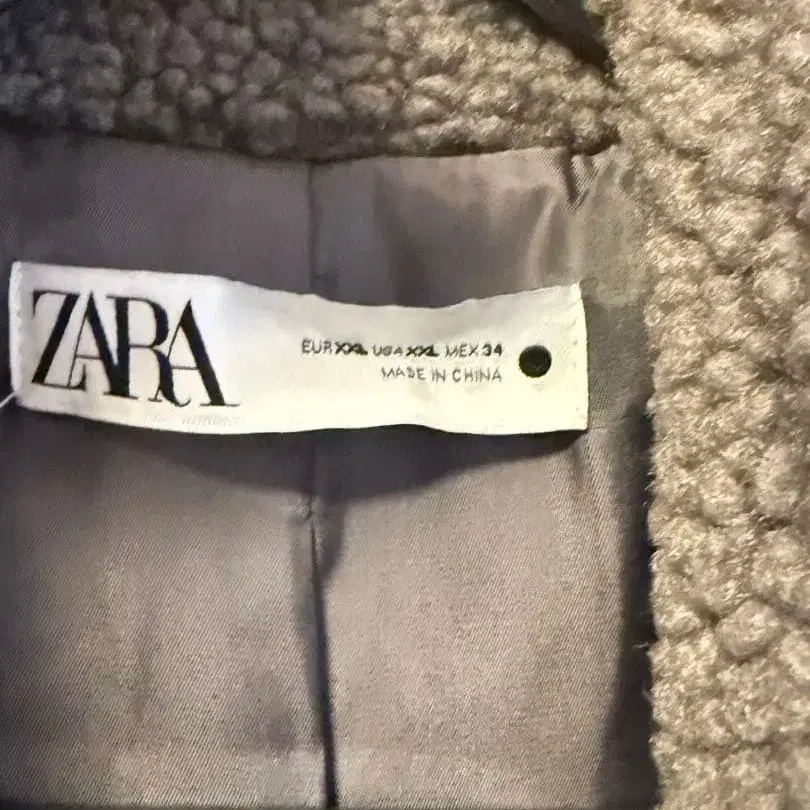 ZARA
EUR XXL USA XXL MEX 34
MADE IN CHINA